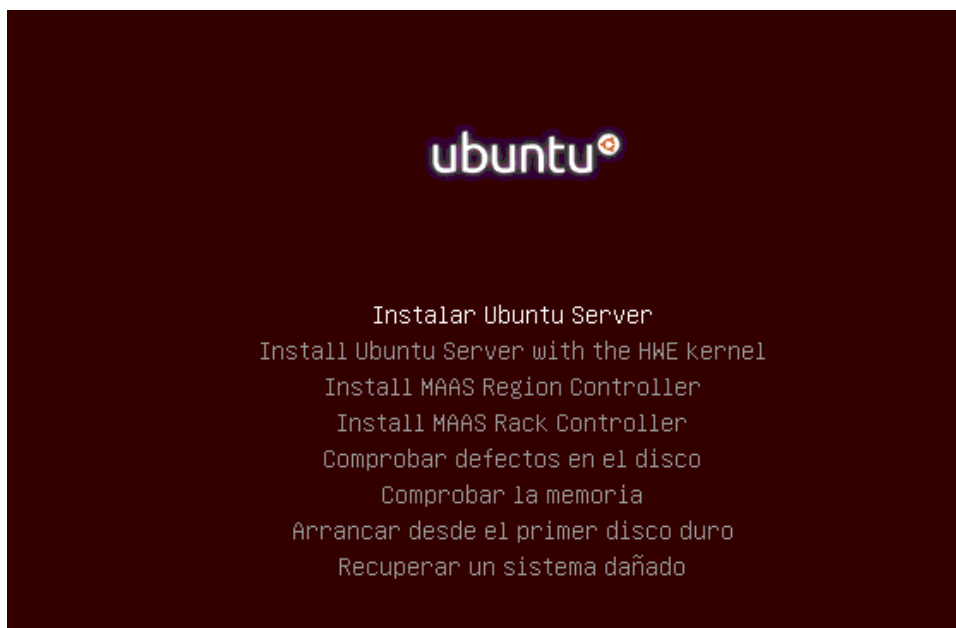 ubuntu
Instalar Ubuntu Server
Install Ubuntu Server with the HWE kernel
Install MAAS Region Controller
Install MAAS Rack Controller
Comprobar defectos en el disco
Comprobar la memoria
Arrancar desde el primer disco duro
Recuperar un sistema dañado